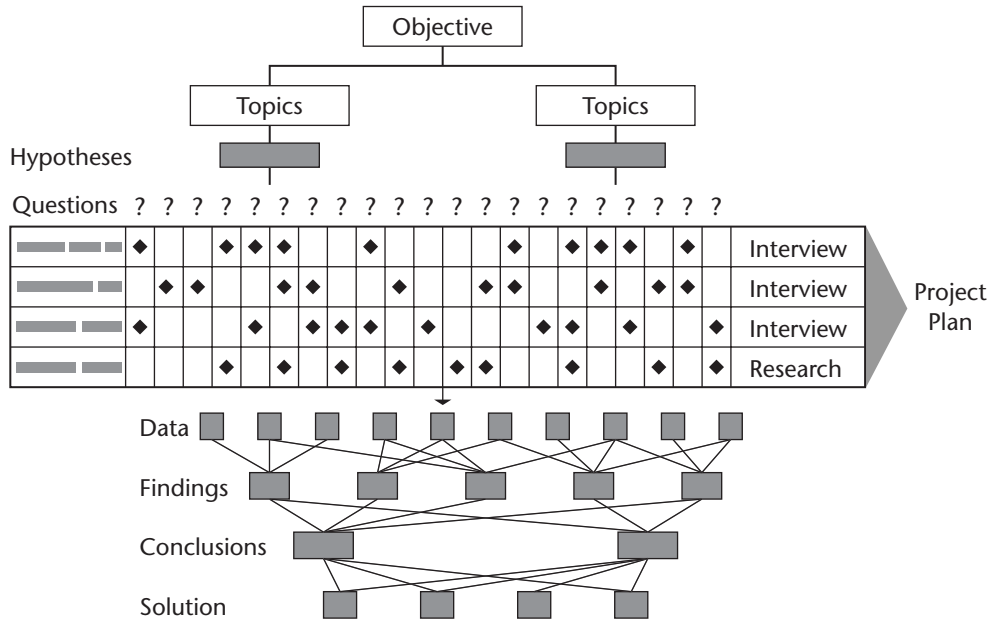 Objective
Topics Topics
Hypotheses
Questions ? ? ? ? ? ? ? ? ? ? ? ? ? ? ? ? ? ? ? ? ?
Interview
Interview
Project
Plan
Interview
Research
Data
Findings
Conclusions
Solution